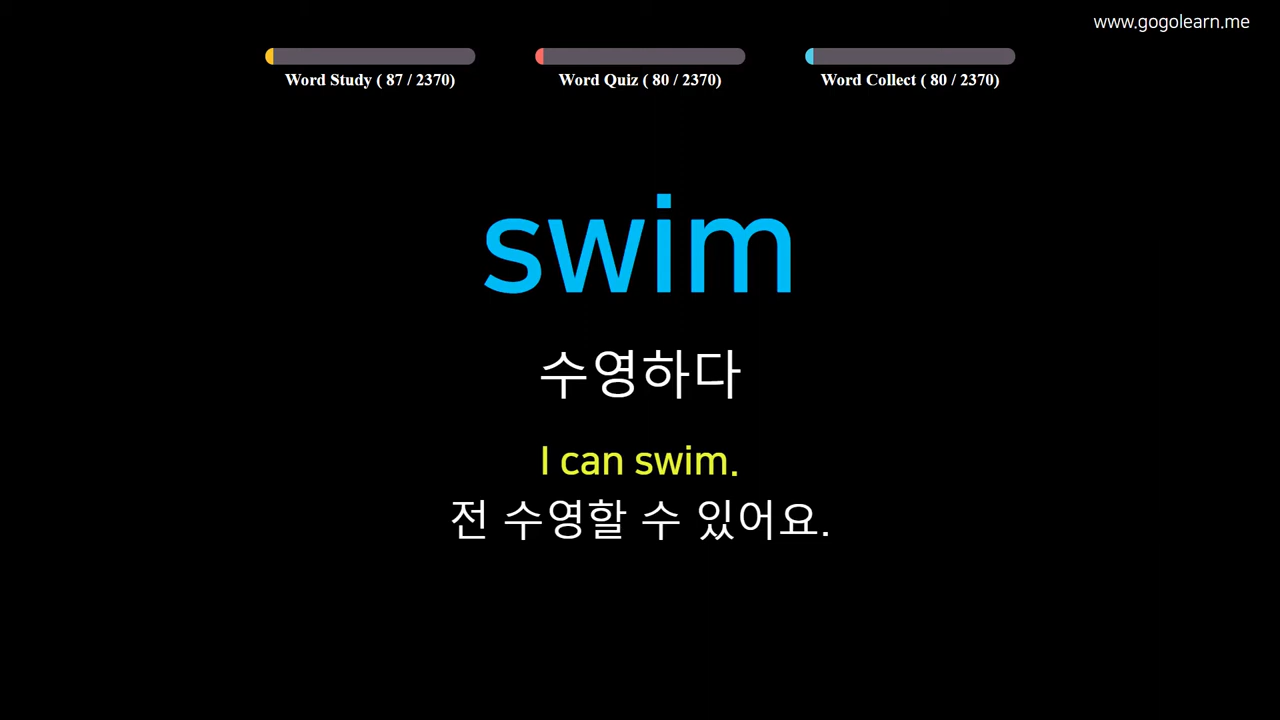 www.gogolearn.me
Word Study ( 87 / 2370)
Word Quiz ( 80 / 2370)
Word Collect ( 80 / 2370)
swim
수영하다
I can swim.
전 수영할 수 있어요.